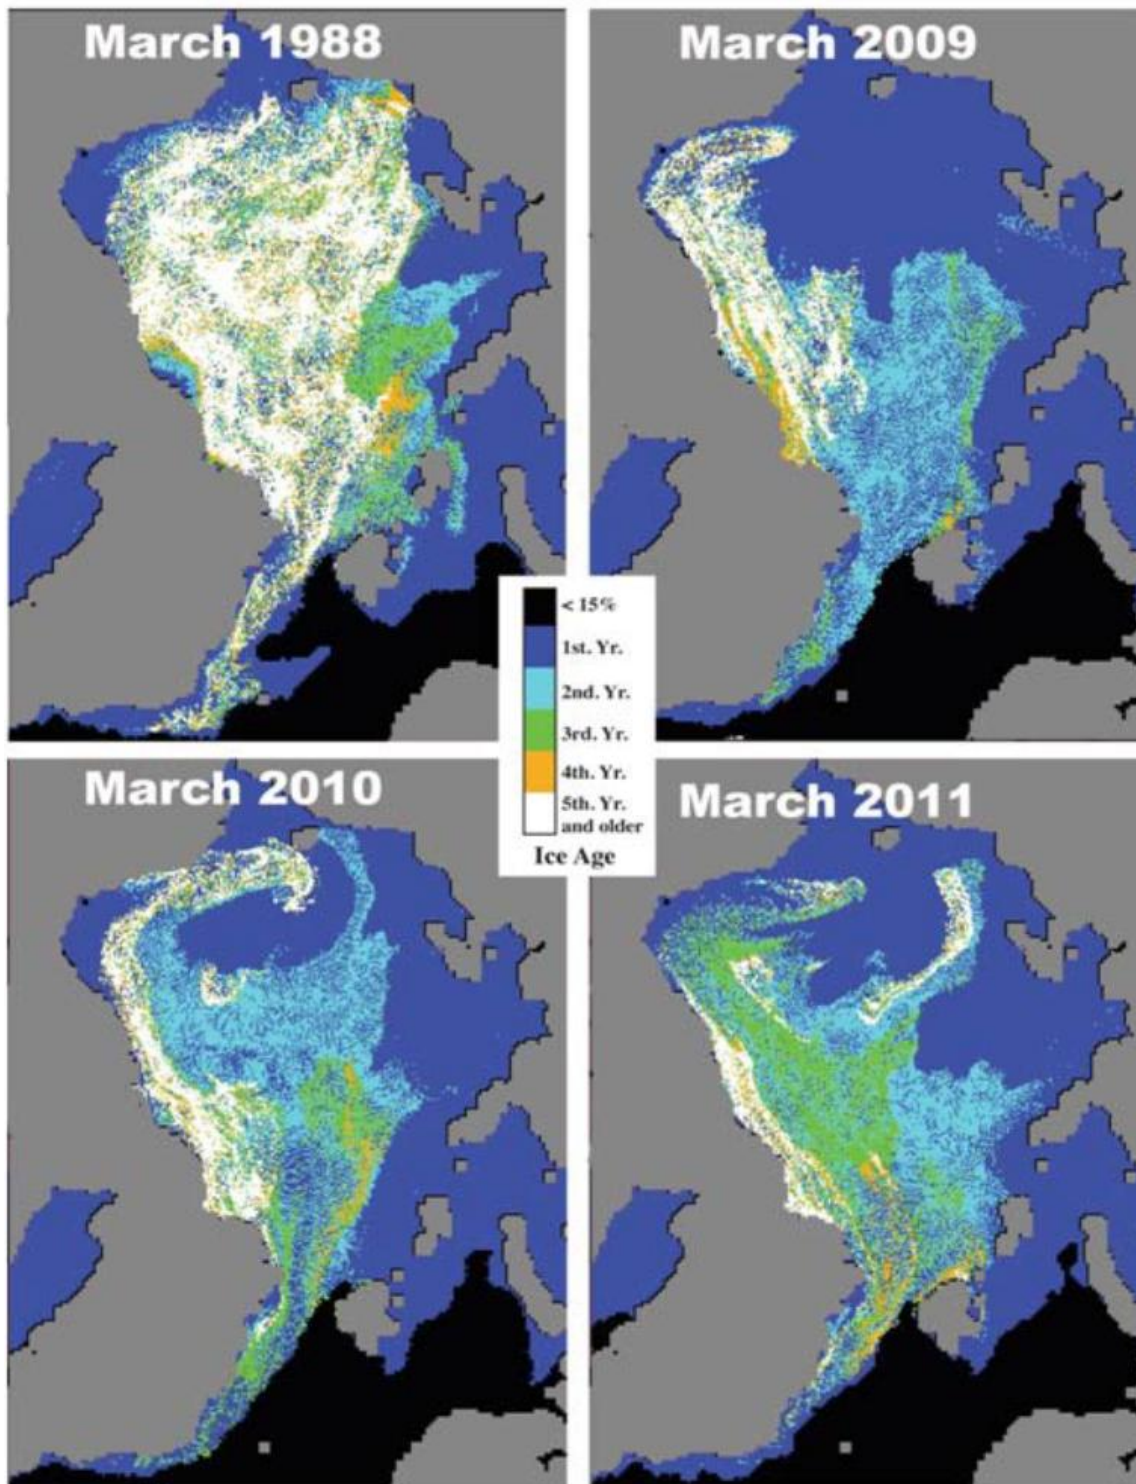 March 1988
March 2009
< 15%
1st. Yr.
2nd. Yr.
3rd. Yr.
4th. Yr.
5th. Yr.
and older
Ice Age
March 2010
March 2011